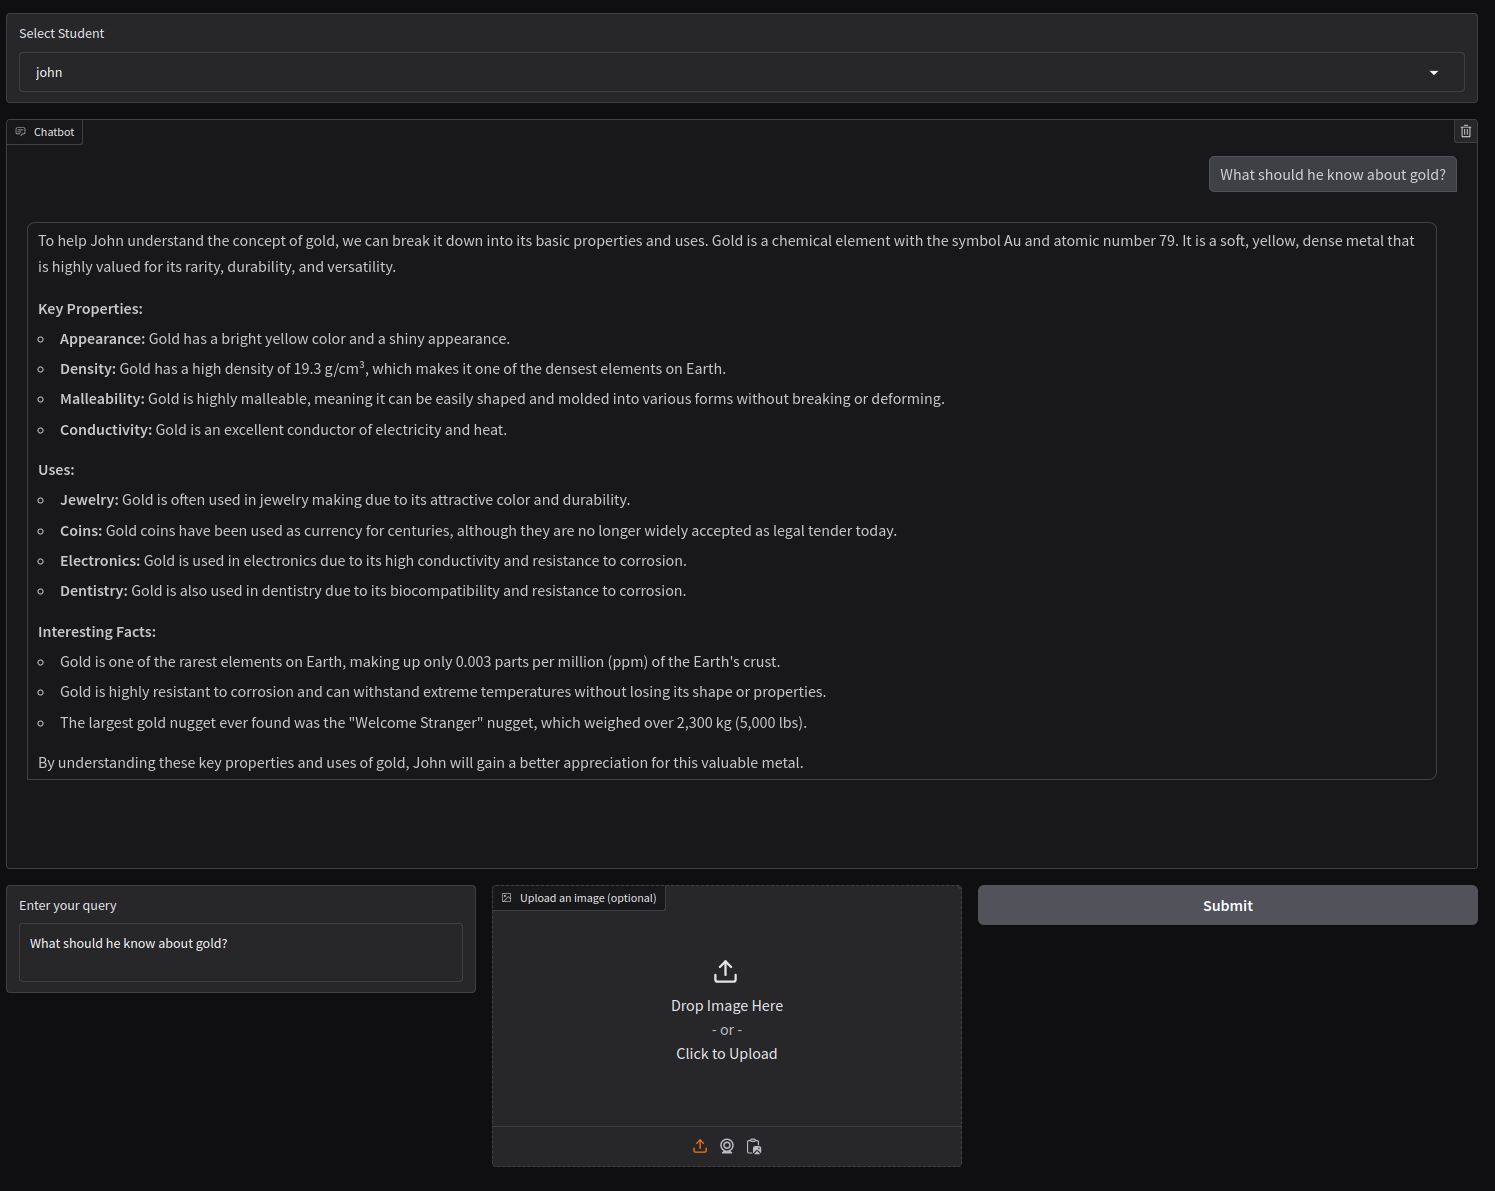 Select Student
john
Chatbot
What should he know about gold?
To help John understand the concept of gold, we can break it down into its basic properties and uses. Gold is a chemical element with the symbol Au and atomic number 79. It is a soft, yellow, dense metal that
is highly valued for its rarity, durability, and versatility.
Key Properties:
Appearance: Gold has a bright yellow color and a shiny appearance.
Density: Gold has a high density of 19.3 g/cm³, which makes it one of the densest elements on Earth.
Malleability: Gold is highly malleable, meaning it can be easily shaped and molded into various forms without breaking or deforming.
Conductivity: Gold is an excellent conductor of electricity and heat.
Uses:
Jewelry: Gold is often used in jewelry making due to its attractive color and durability.
Coins: Gold coins have been used as currency for centuries, although they are no longer widely accepted as legal tender today.
Electronics: Gold is used in electronics due to its high conductivity and resistance to corrosion.
Dentistry: Gold is also used in dentistry due to its biocompatibility and resistance to corrosion.
Interesting Facts:
Gold is one of the rarest elements on Earth, making up only 0.003 parts per million (ppm) of the Earth's crust.
Gold is highly resistant to corrosion and can withstand extreme temperatures without losing its shape or properties.
The largest gold nugget ever found was the "Welcome Stranger" nugget, which weighed over 2,300 kg (5,000 lbs).
By understanding these key properties and uses of gold, John will gain a better appreciation for this valuable metal.
Enter your query
What should he know about gold?
Upload an image (optional)
Drop Image Here
- or -
Click to Upload
Submit